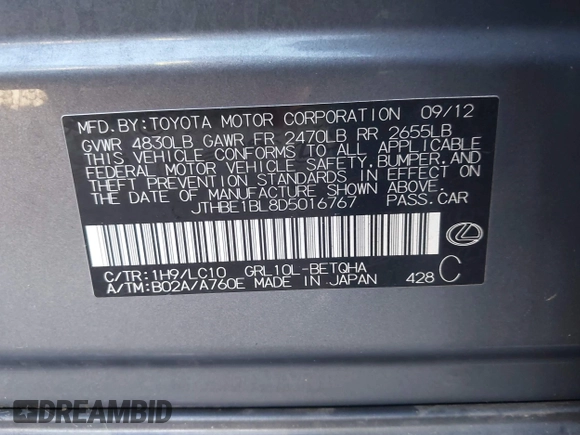 MFD.BY:TOYOTA MOTOR CORPORATION 09/12
GVWR 4830LB GAWR FR 2470LB RR 2655LB
THIS VEHICLE CONFORMS TO ALL APPLICABLE
FEDERAL MOTOR VEHICLE SAFETY,BUMPER,AND
THEFT PREVENTION STANDARDS IN EFFECT ON
THE DATE OF MANUFACTURE SHOWN ABOVE.
JTHBE1BL8D5016767 PASS.CAR
C/TR:1H9/LC10 GRL10L-BETQHA
A/TM:B02A/A760E MADE IN JAPAN 428 C
DREAMBID